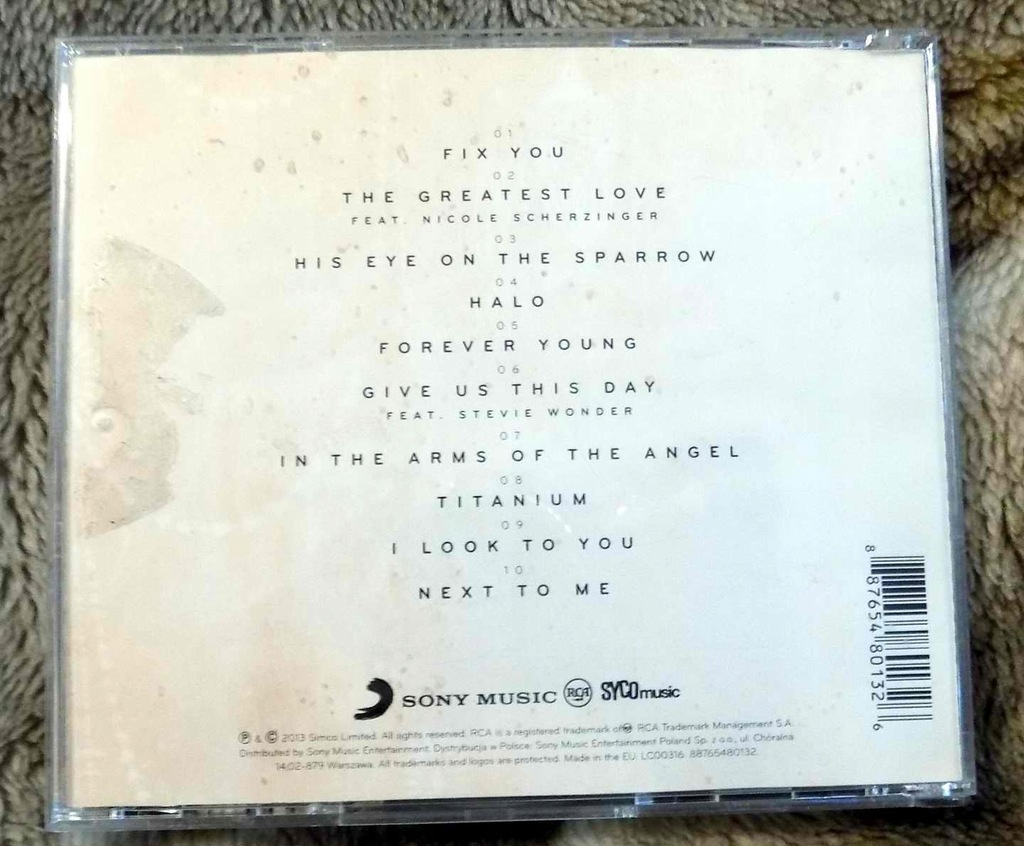 01
FIX YOU
02
THE GREATEST LOVE
FEAT. NICOLE SCHERZINGER
03
HIS EYE ON THE SPARROW
04
HALO
05
FOREVER YOUNG
06
GIVE US THIS DAY
FEAT. STEVIE WONDER
07
IN THE ARMS OF THE ANGEL
08
TITANIUM
09
I LOOK TO YOU
10
NEXT TO ME
8 87654 80132 6
SONY MUSIC RCA SYCO music
℗ & © 2013 Simco Limited. All rights reserved. RCA is a registered trademark of RCA Trademark Management S.A.
Distributed by Sony Music Entertainment. Dystrybucja w Polsce: Sony Music Entertainment Poland Sp. z o.o., ul. Chóralna
14,02-879 Warszawa. All trademarks and logos are protected. Made in the EU. LC00316. 88765480132.